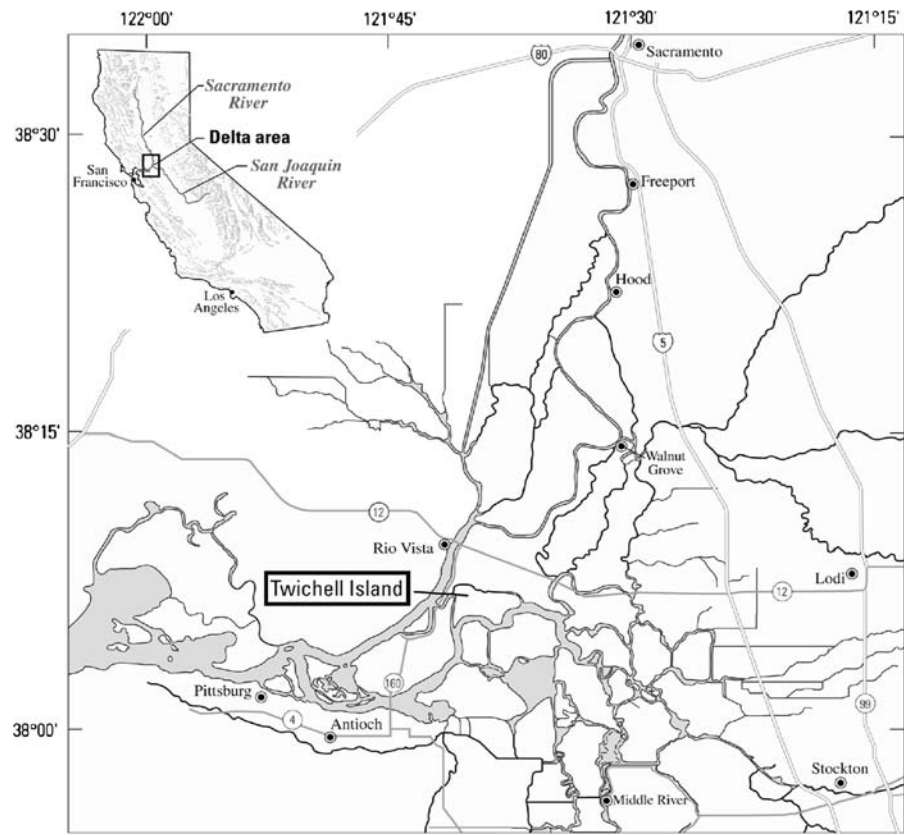 122°00'
121°45'
121°30'
121°15'
80
Sacramento
Sacramento
River
Delta area
38°30'
San
Francisco
San Joaquin
River
Freeport
Los
Angeles
Hood
5
38°15'
Walnut
Grove
12
Rio Vista
Lodi
Twichell Island
12
160
Pittsburg
99
4
Antioch
38°00'
Stockton
Middle River